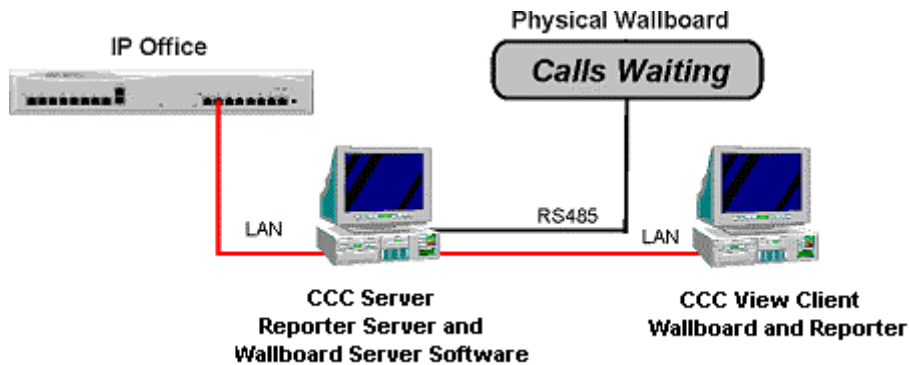 Physical Wallboard
IP Office
Calls Waiting
RS485
LAN
LAN
CCC Server
Reporter Server and
Wallboard Server Software
CCC View Client
Wallboard and Reporter